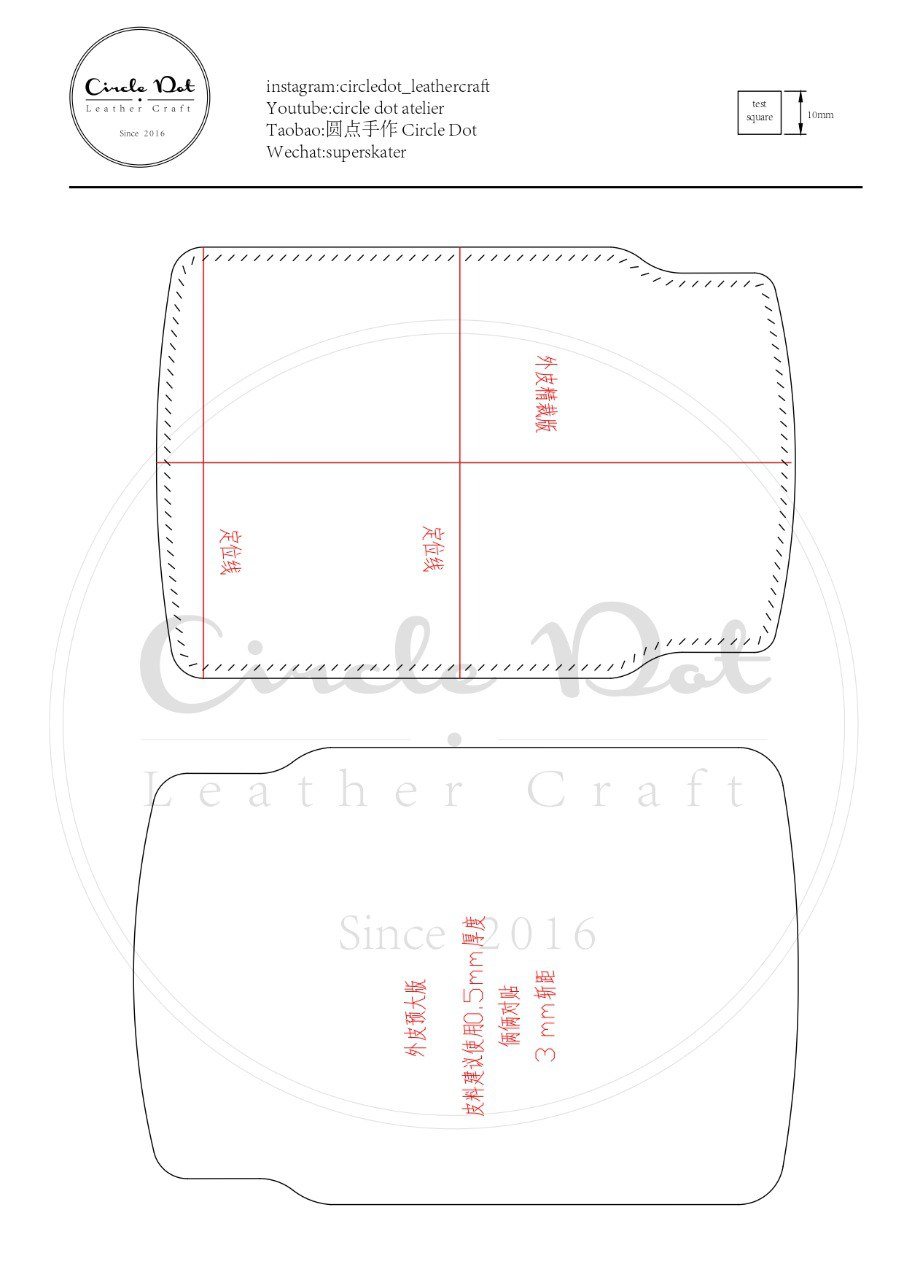 Circle Dot
Leather Craft
Since 2016
instagram:circledot_leathercraft
Youtube:circle dot atelier
Taobao:圆点手作 Circle Dot
Wechat:superskater
test
square
10mm
外皮精裁版
定位线
定位线
Circle Dot
Leather Craft
Since 2016
外皮预大版
皮料建议使用0.5mm厚度
俩俩对贴
3 mm斩距